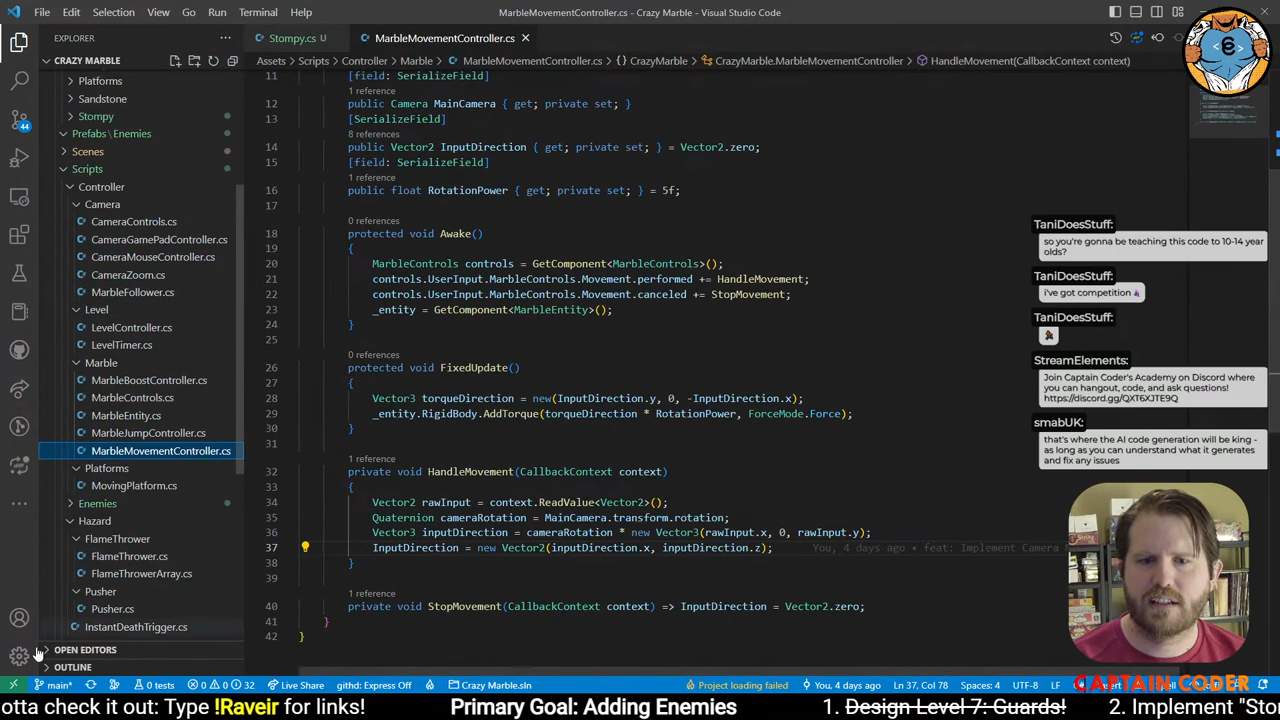 File Edit Selection View Go Run Terminal Help
MarbleMovementController.cs - Crazy Marble - Visual Studio Code
EXPLORER
Stompy.cs U
MarbleMovementController.cs
CRAZY MARBLE
Assets > Scripts > Controller > Marble > MarbleMovementController.cs > {} CrazyMarble > CrazyMarble.MarbleMovementController > HandleMovement(CallbackContext context)
Platforms
Sandstone
Stompy
Prefabs\Enemies
Scenes
Scripts
Controller
Camera
CameraControls.cs
CameraGamePadController.cs
CameraMouseController.cs
CameraZoom.cs
MarbleFollower.cs
Level
LevelController.cs
LevelTimer.cs
Marble
MarbleBoostController.cs
MarbleControls.cs
MarbleEntity.cs
MarbleJumpController.cs
MarbleMovementController.cs
Platforms
MovingPlatform.cs
Enemies
Hazard
FlameThrower
FlameThrower.cs
FlameThrowerArray.cs
Pusher
Pusher.cs
InstantDeathTrigger.cs
OPEN EDITORS
OUTLINE
44
11 [field: SerializeField]
1 reference
12 public Camera MainCamera { get; private set; }
13 [SerializeField]
8 references
14 public Vector2 InputDirection { get; private set; } = Vector2.zero;
15 [field: SerializeField]
1 reference
16 public float RotationPower { get; private set; } = 5f;
17
0 references
18 protected void Awake()
19 {
20 MarbleControls controls = GetComponent<MarbleControls>();
21 controls.UserInput.MarbleControls.Movement.performed += HandleMovement;
22 controls.UserInput.MarbleControls.Movement.canceled += StopMovement;
23 _entity = GetComponent<MarbleEntity>();
24 }
25
0 references
26 protected void FixedUpdate()
27 {
28 Vector3 torqueDirection = new(InputDirection.y, 0, -InputDirection.x);
29 _entity.RigidBody.AddTorque(torqueDirection * RotationPower, ForceMode.Force);
30 }
31
1 reference
32 private void HandleMovement(CallbackContext context)
33 {
34 Vector2 rawInput = context.ReadValue<Vector2>();
35 Quaternion cameraRotation = MainCamera.transform.rotation;
36 Vector3 inputDirection = cameraRotation * new Vector3(rawInput.x, 0, rawInput.y);
37 InputDirection = new Vector2(inputDirection.x, inputDirection.z); You, 4 days ago • feat: Implement Camera
38 }
39
1 reference
40 private void StopMovement(CallbackContext context) => InputDirection = Vector2.zero;
41 }
42 }
TaniDoesStuff:
so you're gonna be teaching this code to 10-14 year
olds?
TaniDoesStuff:
i've got competition
TaniDoesStuff:
StreamElements:
Join Captain Coder's Academy on Discord where
you can hangout, code, and ask questions!
https://discord.gg/QXT6XJTE9Q
smabUK:
that's where the AI code generation will be king -
as long as you can understand what it generates
and fix any issues
main* 0 tests 0 0 32 Live Share githd: Express Off Crazy Marble.sln Project loading failed You, 4 days ago Ln 37, Col 78 Spaces: 4 UTF-8 LF
CAPTAIN CODER
otta check it out: Type !Raveir for links! Primary Goal: Adding Enemies 1. Design Level 7: Guards! 2. Implement "Sto